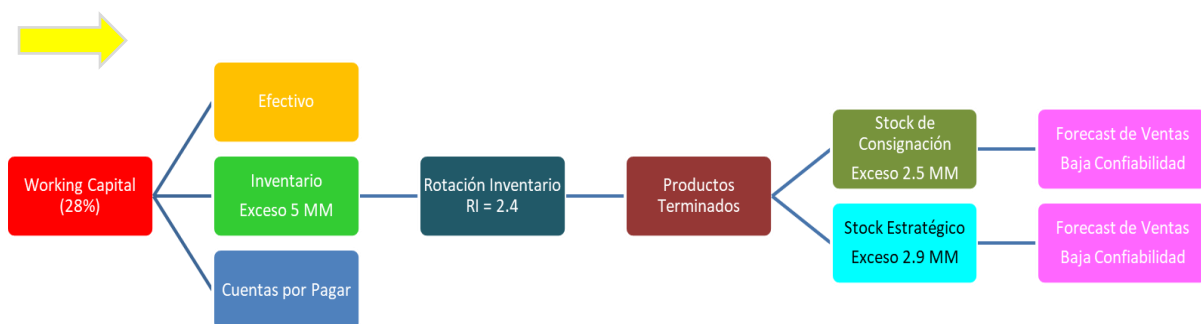 Working Capital
(28%)
Efectivo
Inventario
Exceso 5 MM
Cuentas por Pagar
Rotación Inventario
RI = 2.4
Productos
Terminados
Stock de
Consignación
Exceso 2.5 MM
Stock Estratégico
Exceso 2.9 MM
Forecast de Ventas
Baja Confiabilidad
Forecast de Ventas
Baja Confiabilidad